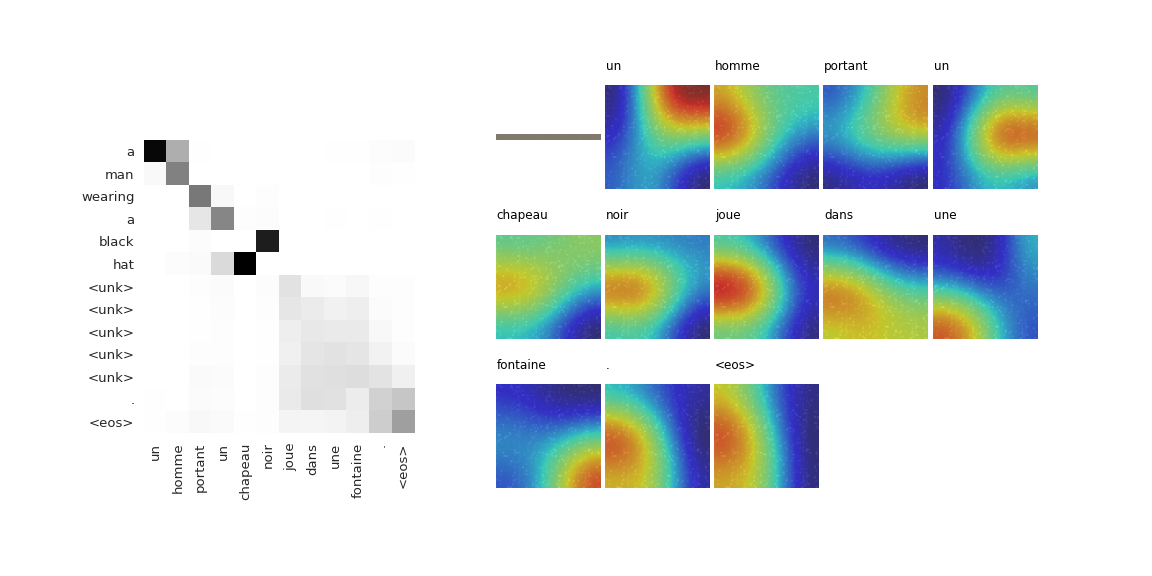 a
man
wearing
a
black
hat
<unk>
<unk>
<unk>
<unk>
<unk>
.
<eos>
un homme portant un chapeau noir joue dans une fontaine . <eos>
un homme portant un
chapeau noir joue dans une
fontaine . <eos>